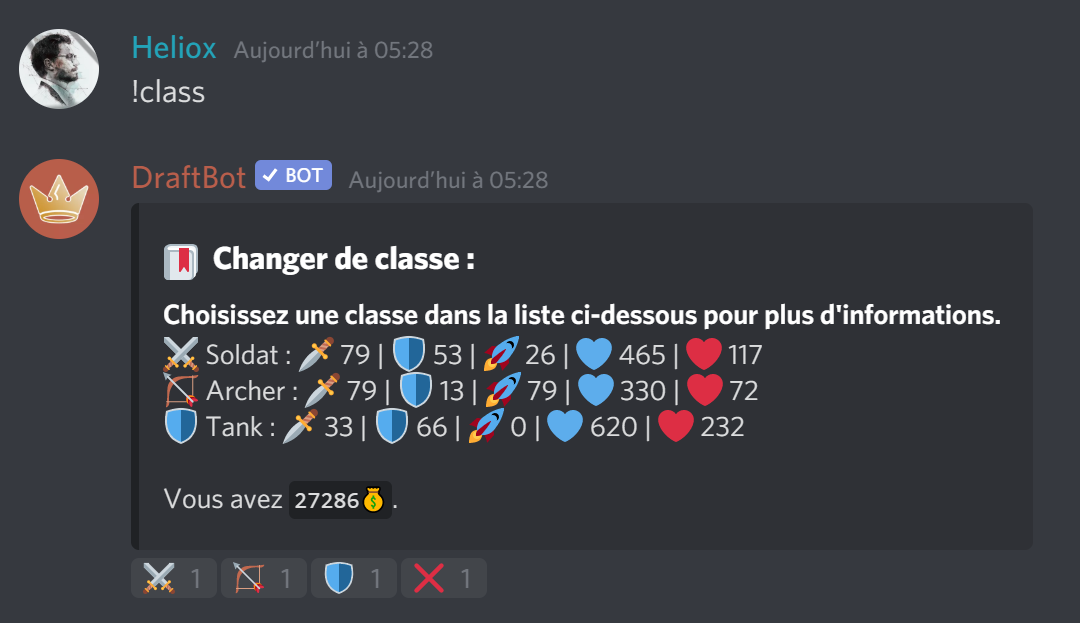 Heliox Aujourd’hui à 05:28
!class
DraftBot BOT Aujourd’hui à 05:28
Changer de classe :
Choisissez une classe dans la liste ci-dessous pour plus d'informations.
Soldat : 79 | 53 | 26 | 465 | 117
Archer : 79 | 13 | 79 | 330 | 72
Tank : 33 | 66 | 0 | 620 | 232
Vous avez 27286 .
1 1 1 1